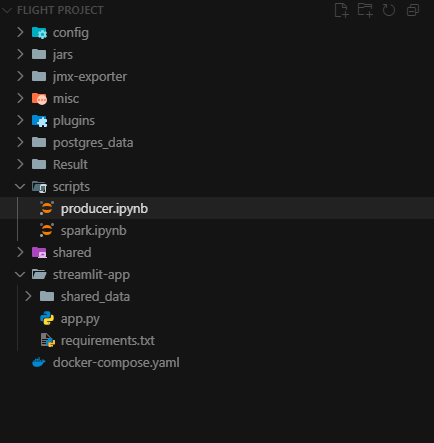 FLIGHT PROJECT
config
jars
jmx-exporter
misc
plugins
postgres_data
Result
scripts
producer.ipynb
spark.ipynb
shared
streamlit-app
shared_data
app.py
requirements.txt
docker-compose.yaml